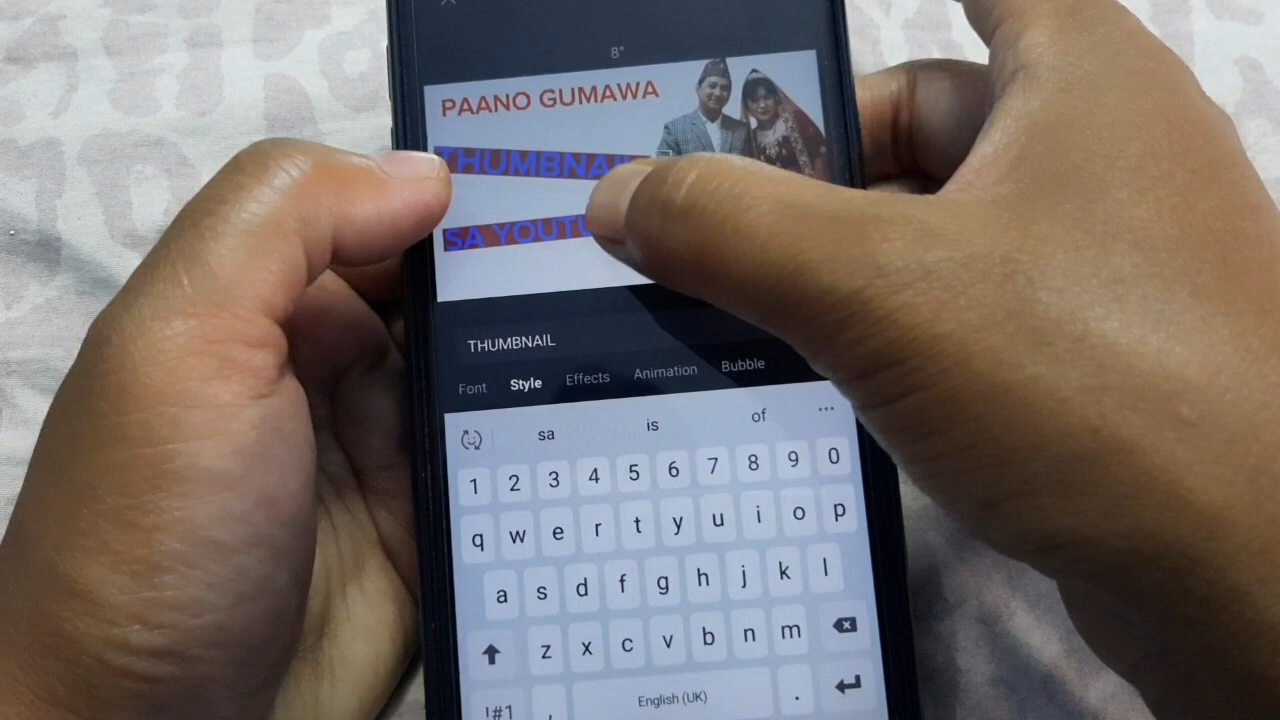 8°
PAANO GUMAWA
THUMBNAIL
SA YOUTU
THUMBNAIL
Font Style Effects Animation Bubble
sa is of ...
1 2 3 4 5 6 7 8 9 0
q w e r t y u i o p
a s d f g h j k l
z x c v b n m
!#1 , English (UK) .